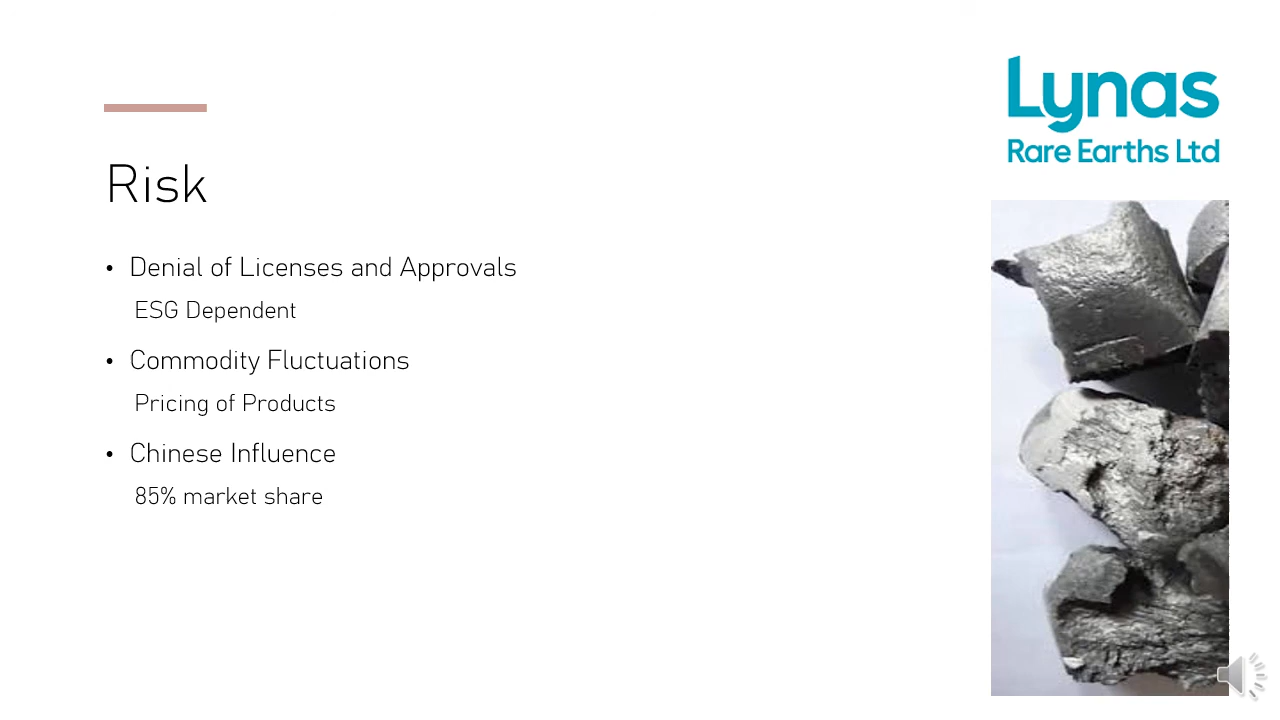 Lynas
Rare Earths Ltd
Risk
• Denial of Licenses and Approvals
ESG Dependent
• Commodity Fluctuations
Pricing of Products
• Chinese Influence
85% market share